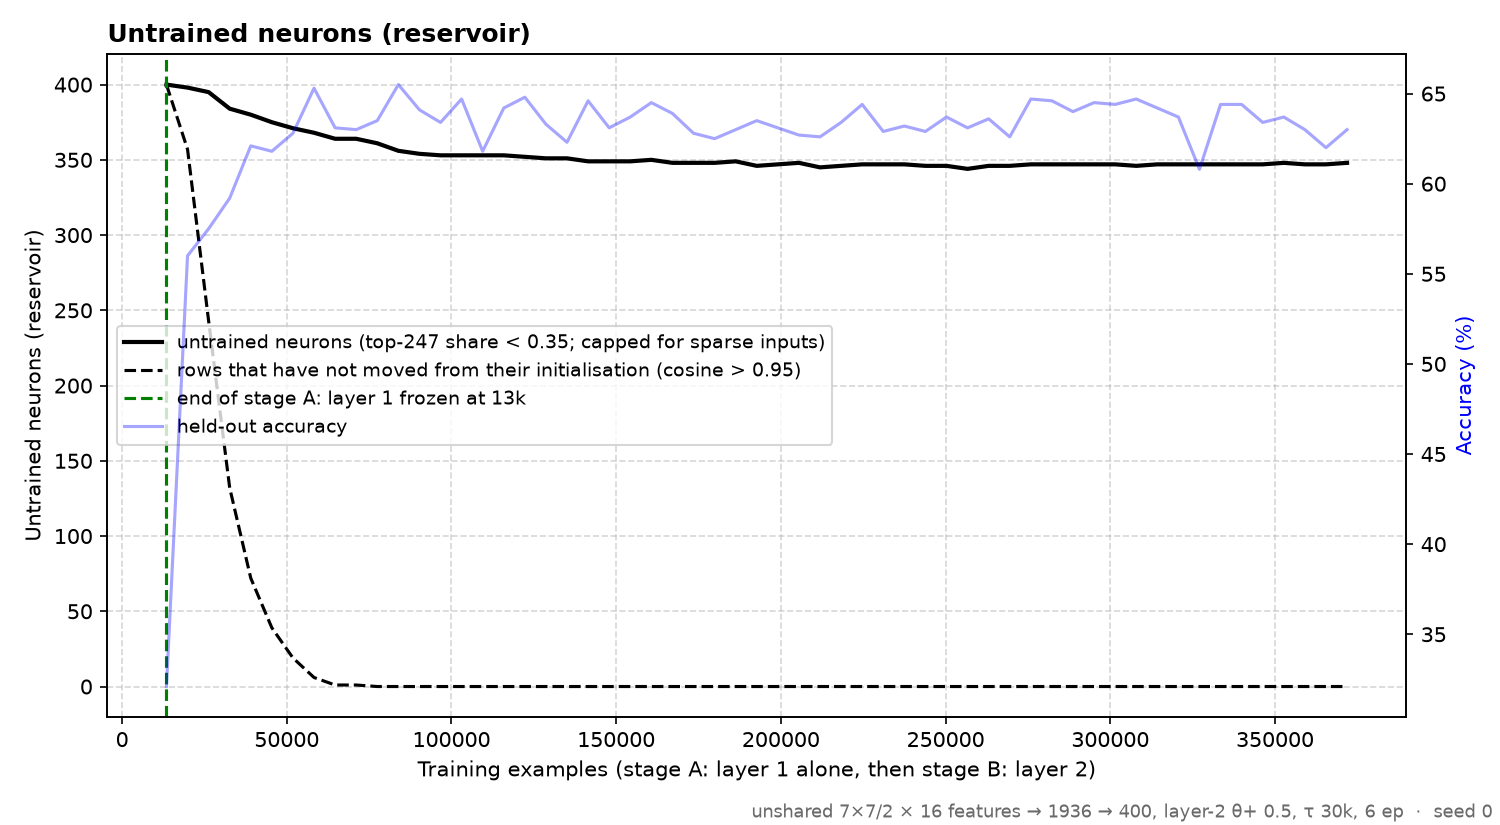 Untrained neurons (reservoir)
400
350
300
250
200
150
100
50
0
Untrained neurons (reservoir)
untrained neurons (top-247 share < 0.35; capped for sparse inputs)
rows that have not moved from their initialisation (cosine > 0.95)
end of stage A: layer 1 frozen at 13k
held-out accuracy
65
60
55
50
45
40
35
Accuracy (%)
0 50000 100000 150000 200000 250000 300000 350000
Training examples (stage A: layer 1 alone, then stage B: layer 2)
unshared 7×7/2 × 16 features → 1936 → 400, layer-2 θ+ 0.5, τ 30k, 6 ep · seed 0